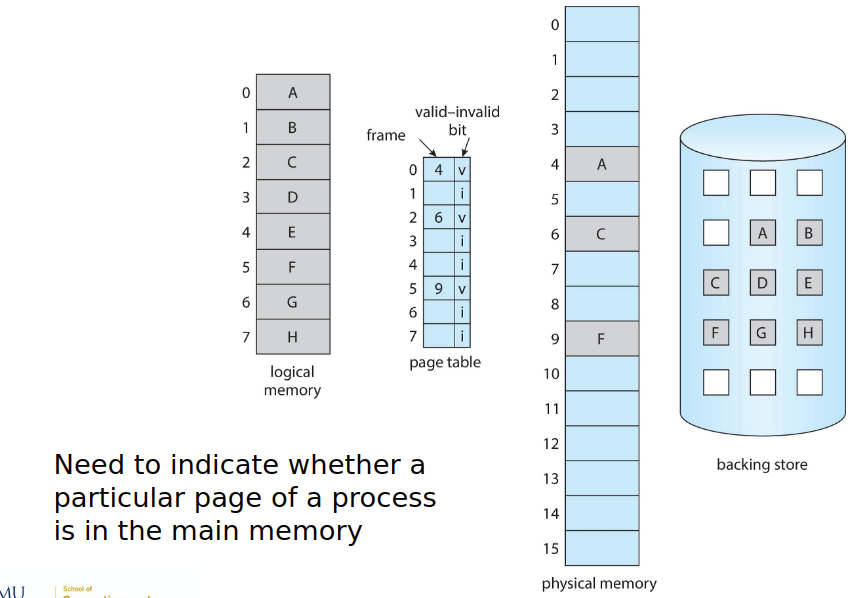 0 A
1 B
2 C
3 D
4 E
5 F
6 G
7 H
logical
memory
valid–invalid
bit
frame
0 4 v
1 i
2 6 v
3 i
4 i
5 9 v
6 i
7 i
page table
0
1
2
3
4 A
5
6 C
7
8
9 F
10
11
12
13
14
15
physical memory
A B
C D E
F G H
backing store
Need to indicate whether a
particular page of a process
is in the main memory
MU
School of